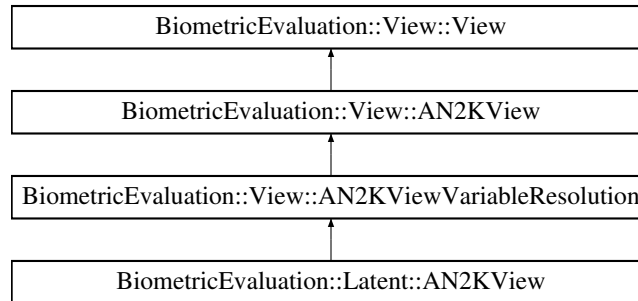 BiometricEvaluation::View::View
BiometricEvaluation::View::AN2KView
BiometricEvaluation::View::AN2KViewVariableResolution
BiometricEvaluation::Latent::AN2KView